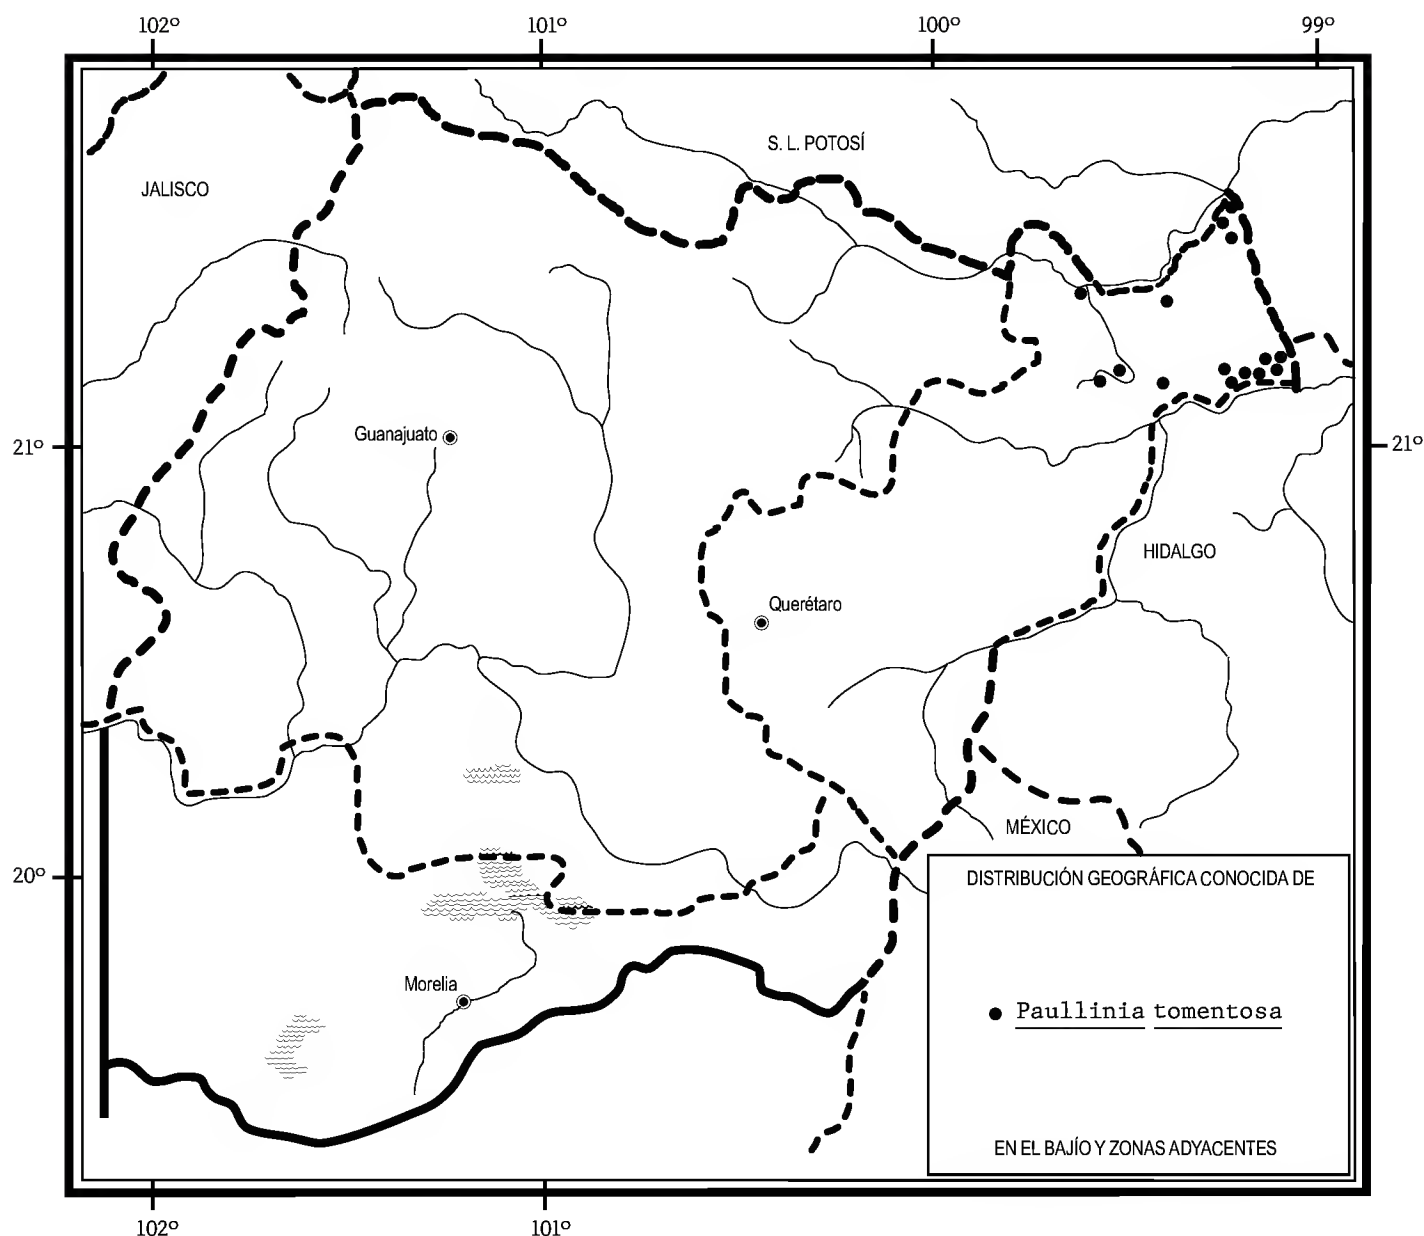 102º 101º 100º 99º
S. L. POTOSÍ
JALISCO
Guanajuato
21º 21º
HIDALGO
Querétaro
MÉXICO
20º
DISTRIBUCIÓN GEOGRÁFICA CONOCIDA DE
Morelia
Paullinia tomentosa
EN EL BAJÍO Y ZONAS ADYACENTES
102º 101º